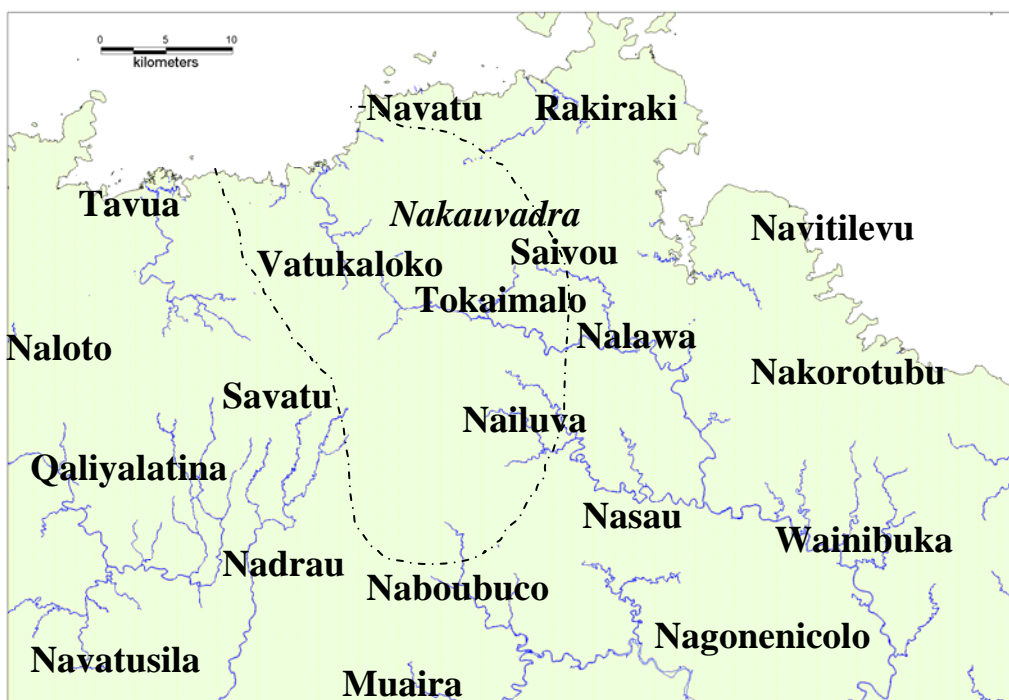 0 5 10
kilometers
Navatu Rakiraki
Tavua Nakauvadra Navitilevu
Saivou
Vatukaloko
Tokaimalo
Nalawa
Naloto
Nakorotubu
Savatu
Nailuva
Qaliyalatina
Nasau
Wainibuka
Nadrau
Naboubuco
Nagonenicolo
Navatusila
Muaira